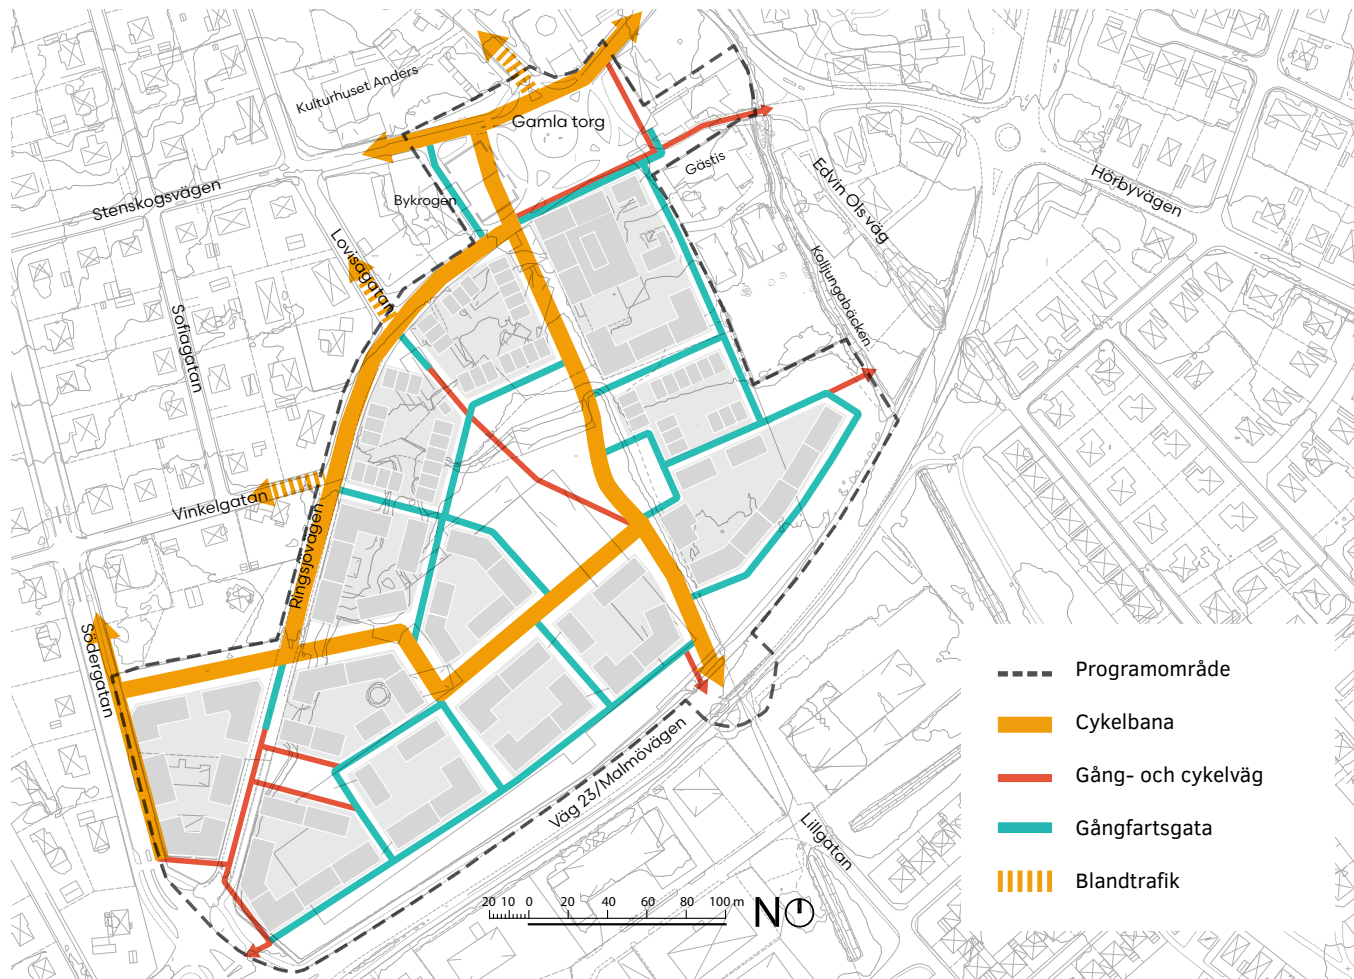 Kulturhuset Anders
Gamla torg
Stenskogsvägen
Bykrogen
Gästis
Edvin Ols väg
Hörbyvägen
Lovisagatan
Kolljungabäcken
Sofiagatan
Vinkelgatan
Ringsjövägen
Södergatan
Väg 23/Malmövägen
Lillgatan
Programområde
Cykelbana
Gång- och cykelväg
Gångfartsgata
Blandtrafik
20 10 0 20 40 60 80 100 m
N